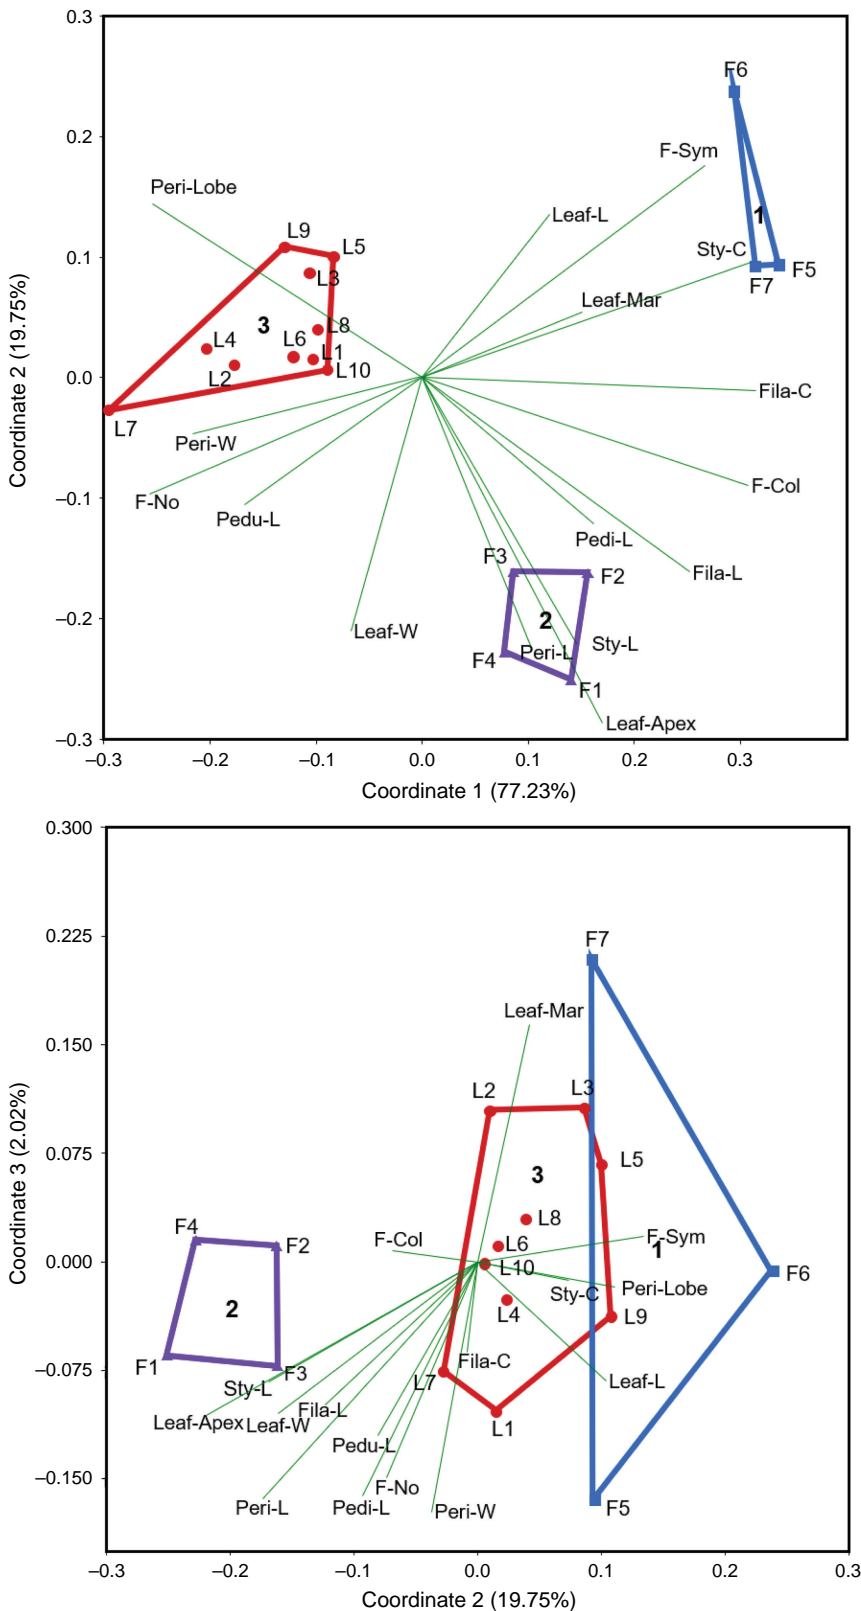 0.3
F6
0.2
F-Sym
Peri-Lobe
Leaf-L
1
L9
L5
Sty-C
0.1
F7
F5
L3
Leaf-Mar
3
L8
L4
L6
L1
L2
L10
0.0
Fila-C
L7
Peri-W
F-Col
–0.1
F-No
Pedu-L
Pedi-L
F3
Fila-L
F2
–0.2
2
Leaf-W
Sty-L
Peri-L
F4
F1
Leaf-Apex
–0.3
Coordinate 2 (19.75%)
–0.3 –0.2 –0.1 0.0 0.1 0.2 0.3
Coordinate 1 (77.23%)
0.300
0.225
F7
Leaf-Mar
0.150
L2
L3
0.075
L5
3
L8
F4
F-Col
F-Sym
F2
L6
1
0.000
L10
F6
Sty-C
Peri-Lobe
2
L4
L9
F1
Fila-C
–0.075
F3
Sty-L
L7
Leaf-L
Leaf-Apex
Leaf-W
Fila-L
L1
Pedu-L
–0.150
F-No
Peri-L
Pedi-L
Peri-W
F5
Coordinate 3 (2.02%)
–0.3 –0.2 –0.1 0.0 0.1 0.2 0.3
Coordinate 2 (19.75%)